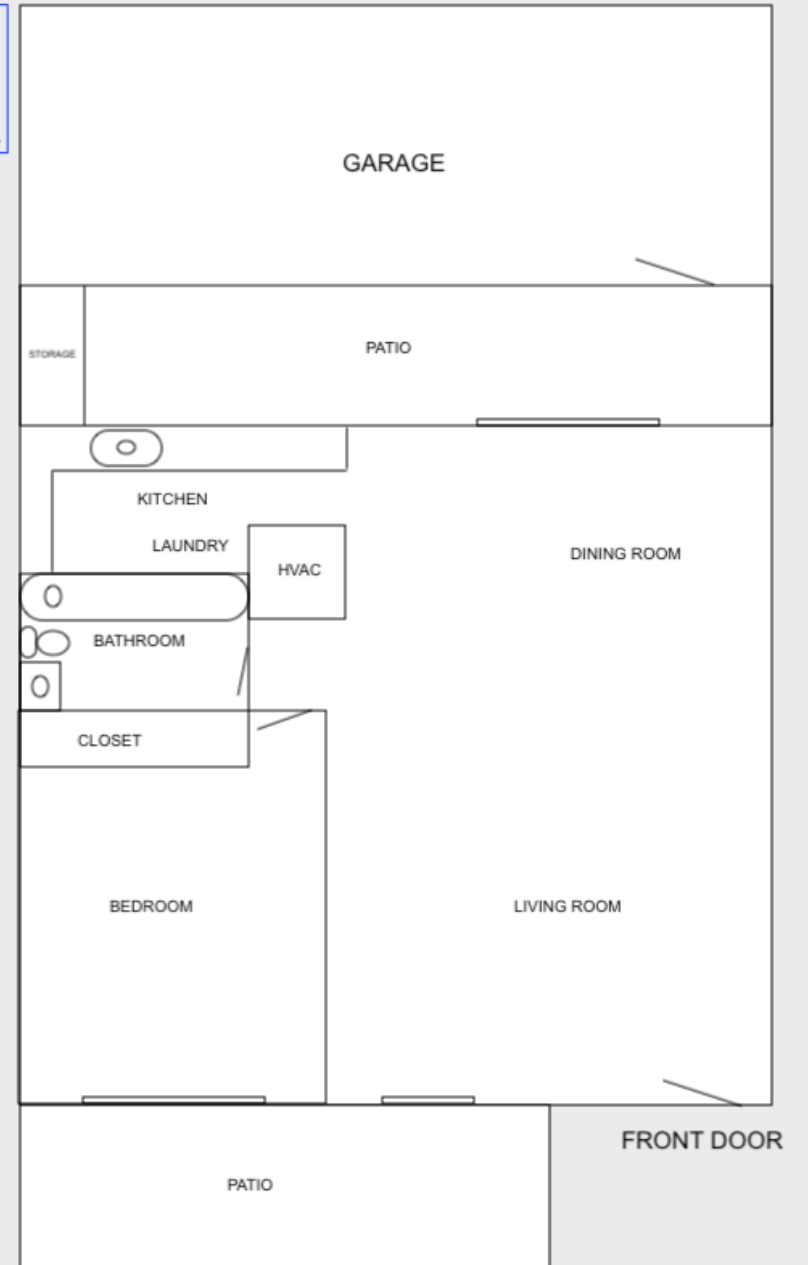 GARAGE
STORAGE
PATIO
KITCHEN
LAUNDRY
HVAC
DINING ROOM
BATHROOM
CLOSET
BEDROOM
LIVING ROOM
FRONT DOOR
PATIO